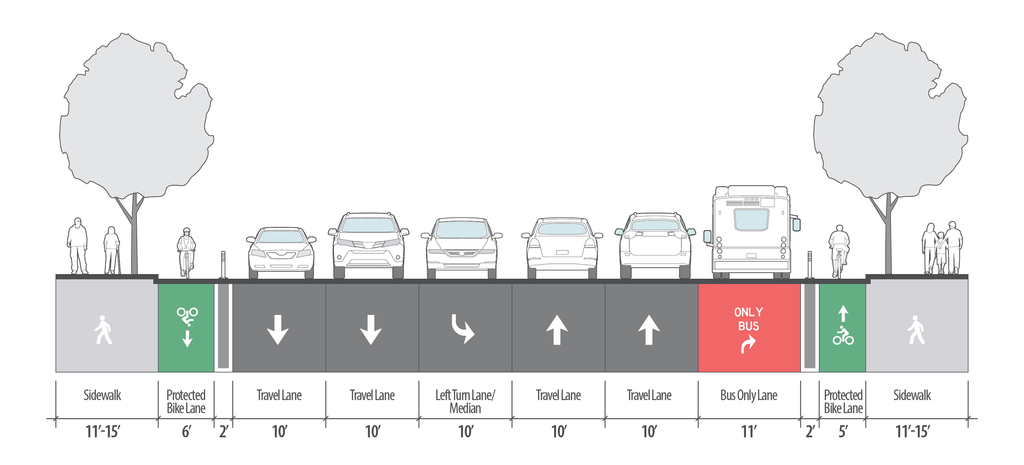 ONLY
BUS
Sidewalk
Protected
Bike Lane
Travel Lane
Travel Lane
Left Turn Lane/
Median
Travel Lane
Travel Lane
Bus Only Lane
Protected
Bike Lane
Sidewalk
11’-15’
6’
2’
10’
10’
10’
10’
10’
11’
2’
5’
11’-15’